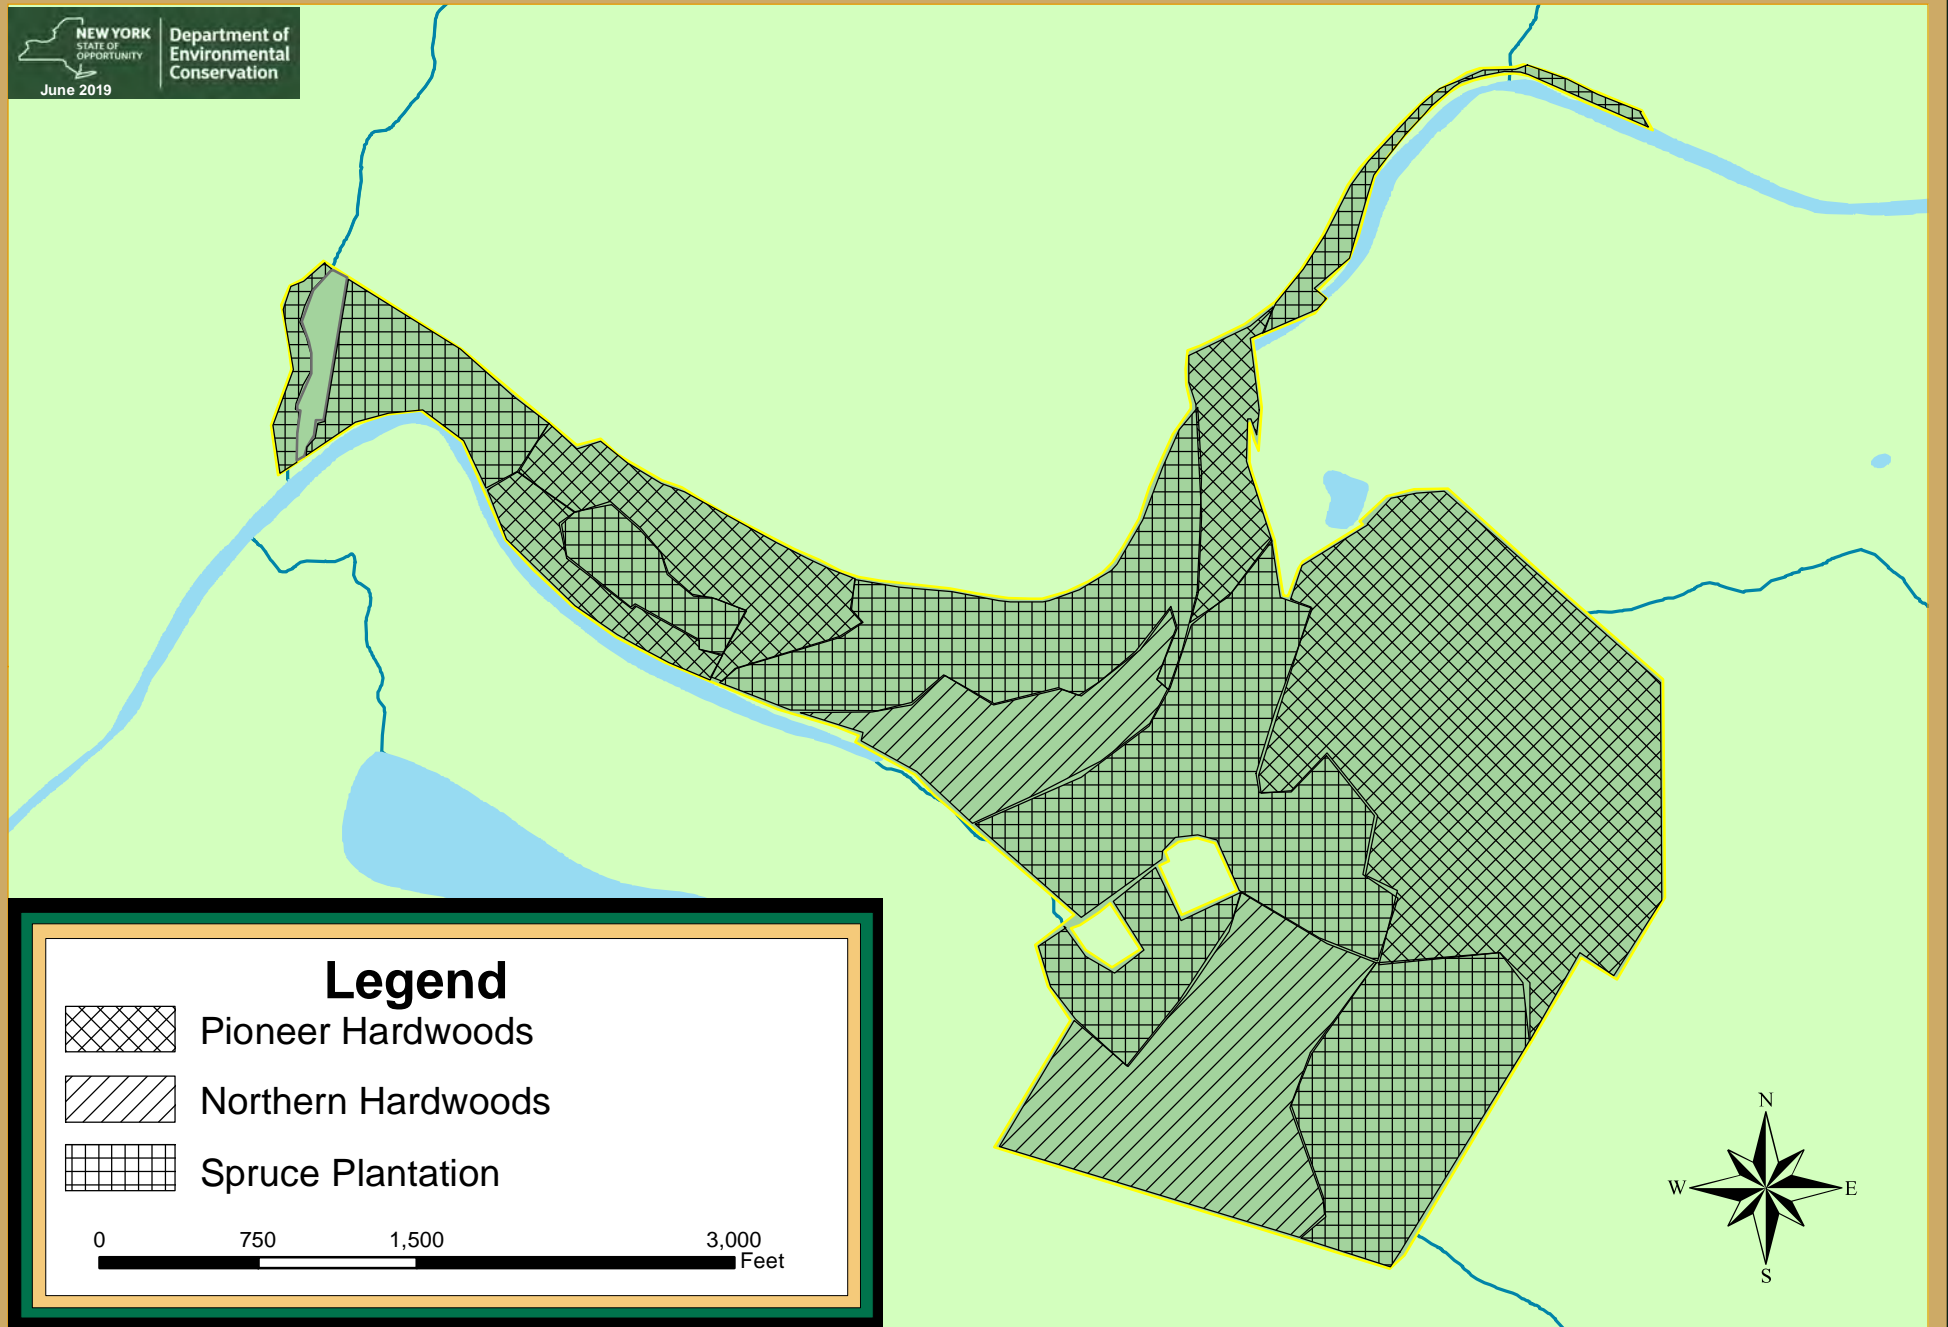 NEW YORK
STATE OF
OPPORTUNITY
Department of
Environmental
Conservation
June 2019
Legend
Pioneer Hardwoods
Northern Hardwoods
Spruce Plantation
0 750 1,500 3,000
Feet
N
W E
S